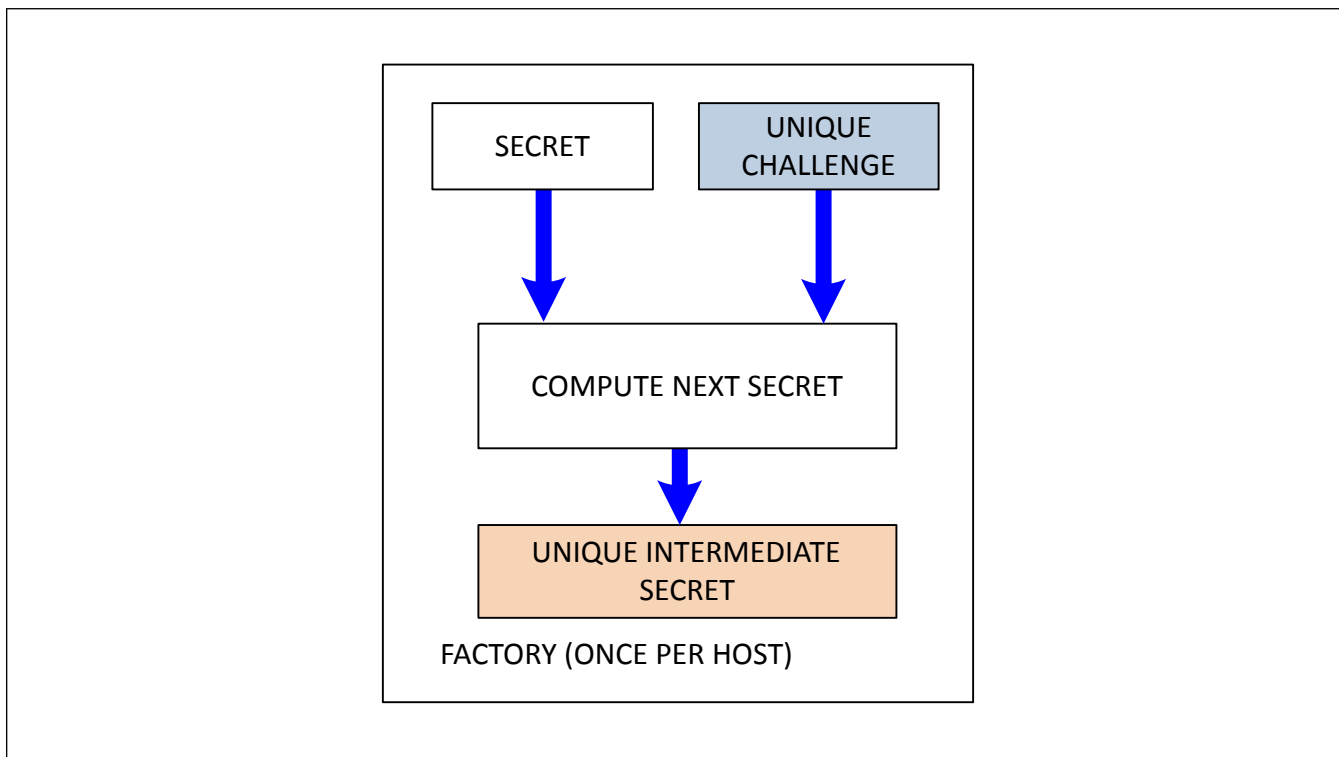 SECRET
UNIQUE
CHALLENGE
COMPUTE NEXT SECRET
UNIQUE INTERMEDIATE
SECRET
FACTORY (ONCE PER HOST)